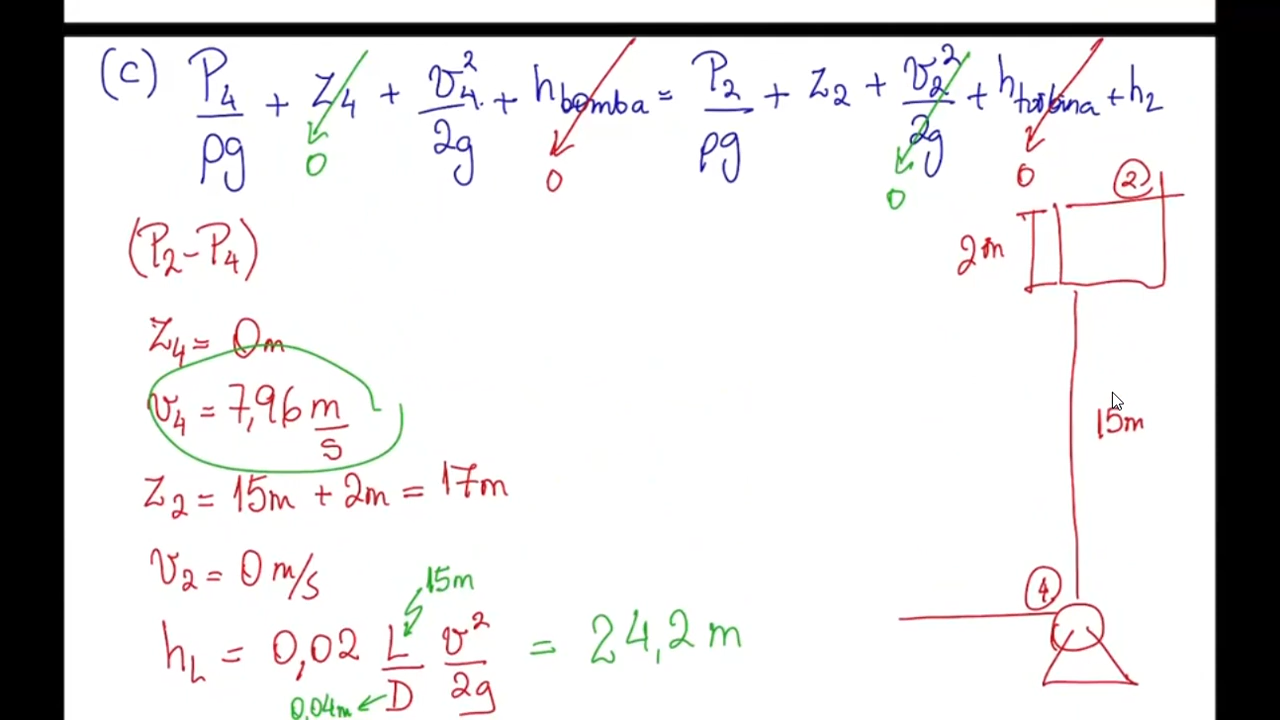 (C) P4/ρg + Z4 + v4²/2g + hbomba = P2/ρg + Z2 + v2²/2g + hturbina + h2
0 0 0 0
(P2 − P4)
2
2m
Z4 = 0m
v4 = 7,96 m/s
15m
Z2 = 15m + 2m = 17m
v2 = 0 m/s
15m
4
hL = 0,02 L/D v²/2g = 24,2 m
0.04m